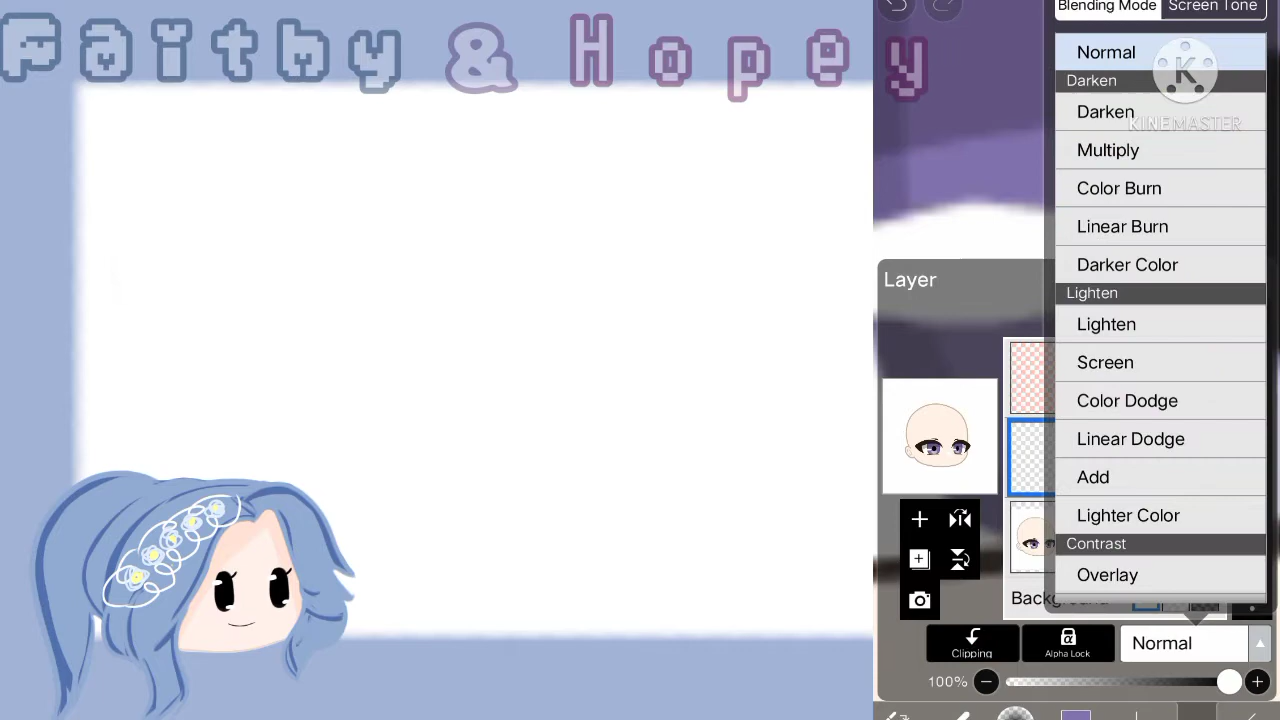 Faithy & Hopey
Blending Mode Screen Tone
Normal
K
KINEMASTER
Darken
Darken
Multiply
Color Burn
Linear Burn
Darker Color
Lighten
Lighten
Screen
Color Dodge
Linear Dodge
Add
Lighter Color
Contrast
Overlay
Layer
Clipping
α
Alpha Lock
Normal
100%